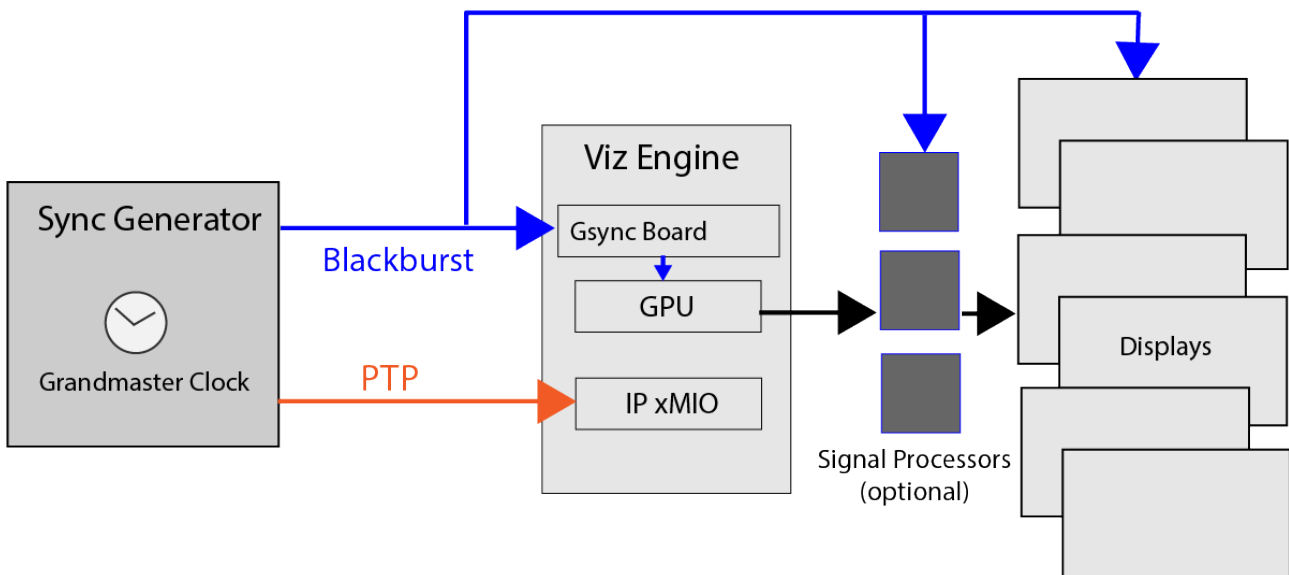 Sync Generator
Grandmaster Clock
Blackburst
PTP
Viz Engine
Gsync Board
GPU
IP xMIO
Signal Processors
(optional)
Displays